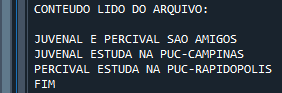 CONTEUDO LIDO DO ARQUIVO:
JUVENAL E PERCIVAL SAO AMIGOS
JUVENAL ESTUDA NA PUC-CAMPINAS
PERCIVAL ESTUDA NA PUC-RAPIDOPOLIS
FIM